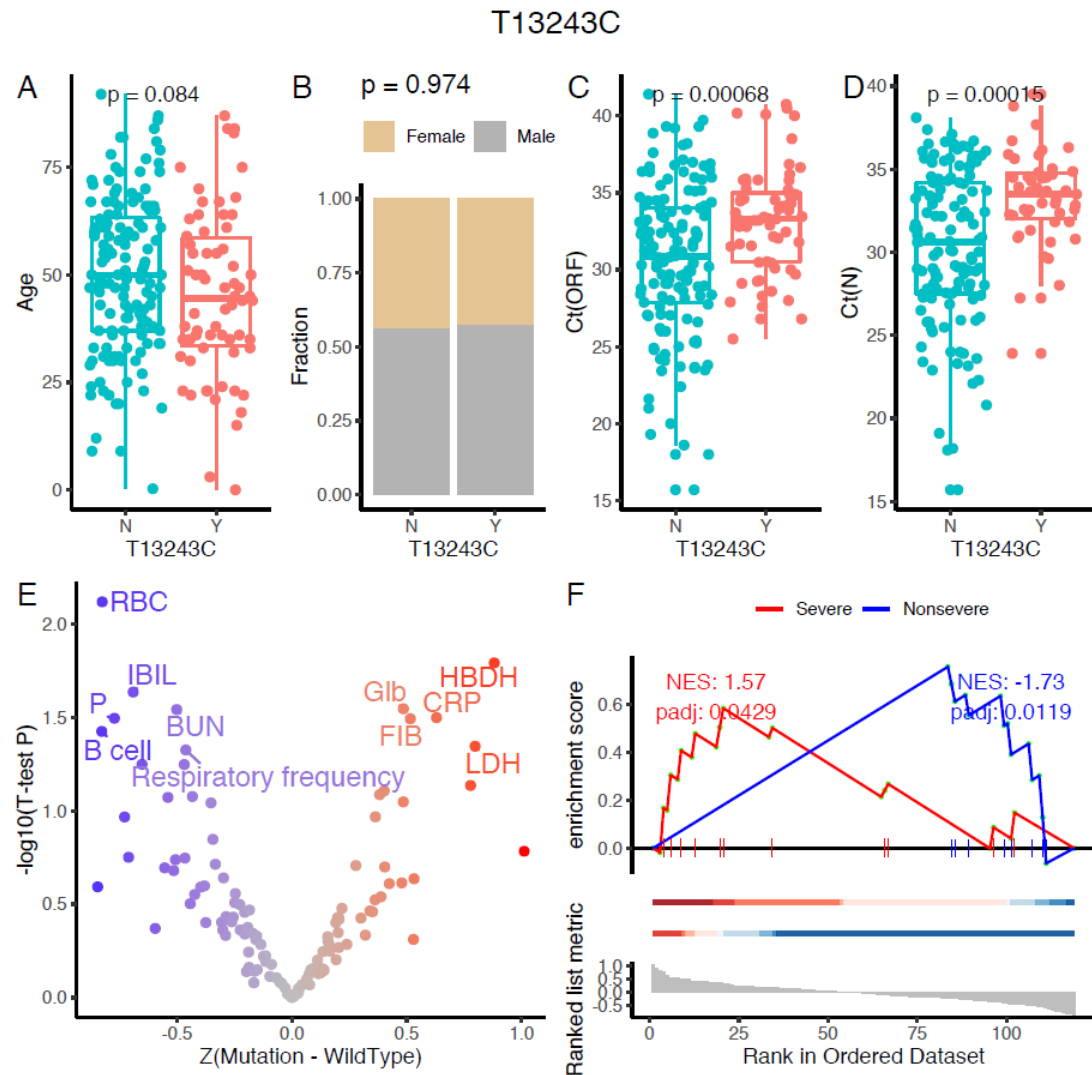 T13243C
A
p = 0.084
75
50
25
0
Age
N Y
T13243C
B
p = 0.974
Female Male
1.00
0.75
0.50
0.25
0.00
Fraction
N Y
T13243C
C
p = 0.00068
40
35
30
25
20
15
Ct(ORF)
N Y
T13243C
D
p = 0.00015
40
35
30
25
20
15
Ct(N)
N Y
T13243C
E
RBC
IBIL
P
B cell
BUN
Respiratory frequency
HBDH
Glb
CRP
FIB
LDH
2.0
1.5
1.0
0.5
0.0
-log10(T-test P)
-0.5 0.0 0.5 1.0
Z(Mutation - WildType)
F
Severe Nonsevere
NES: 1.57
padj: 0.0429
NES: -1.73
padj: 0.0119
0.6
0.4
0.2
0.0
enrichment score
1.0
0.5
0.0
-0.5
Ranked list metric
0 25 50 75 100
Rank in Ordered Dataset